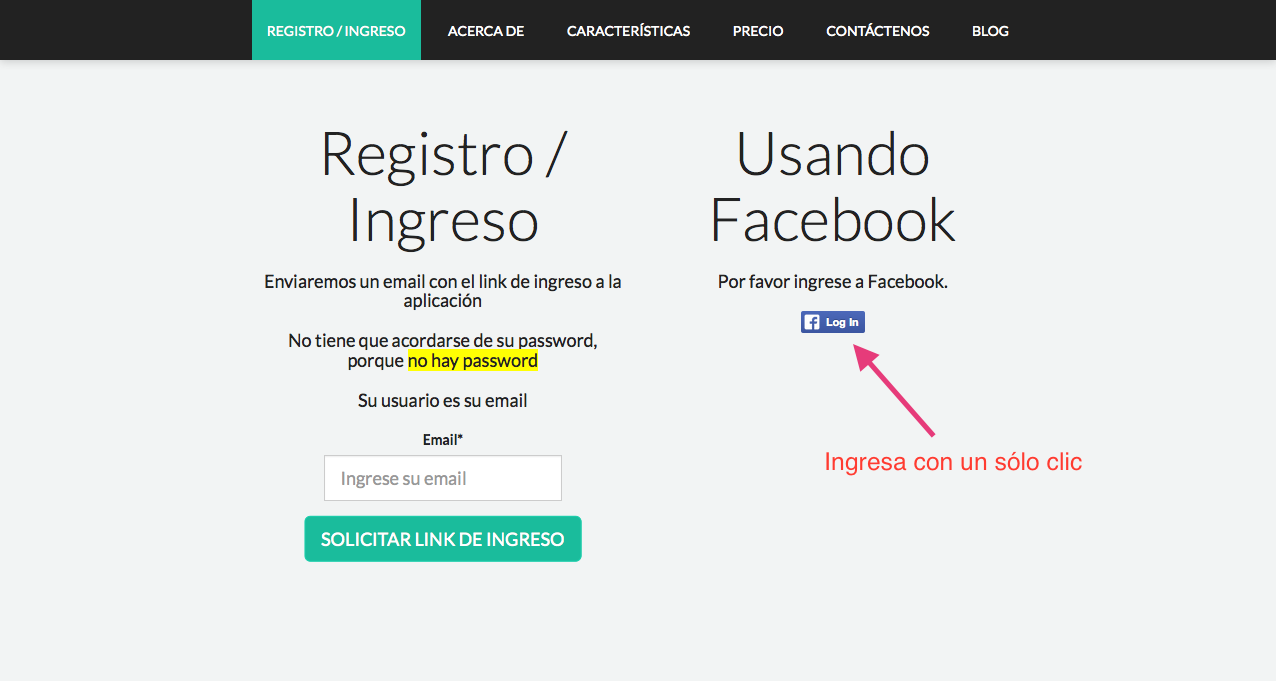 REGISTRO / INGRESO ACERCA DE CARACTERÍSTICAS PRECIO CONTÁCTENOS BLOG
Registro /
Ingreso
Enviaremos un email con el link de ingreso a la
aplicación
No tiene que acordarse de su password,
porque no hay password
Su usuario es su email
Email*
Ingrese su email
SOLICITAR LINK DE INGRESO
Usando
Facebook
Por favor ingrese a Facebook.
Log In
Ingresa con un sólo clic